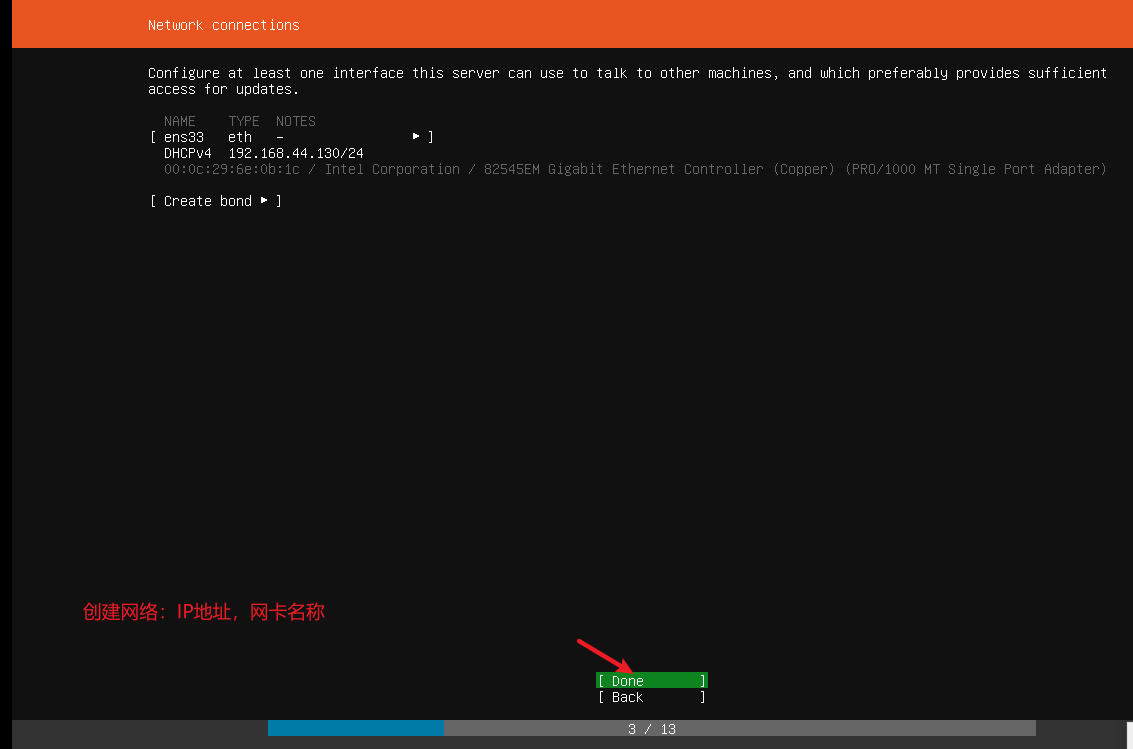 Network connections
Configure at least one interface this server can use to talk to other machines, and which preferably provides sufficient
access for updates.
NAME TYPE NOTES
[ ens33 eth - ▸ ]
DHCPv4 192.168.44.130/24
00:0c:29:6e:0b:1c / Intel Corporation / 82545EM Gigabit Ethernet Controller (Copper) (PRO/1000 MT Single Port Adapter)
[ Create bond ▸ ]
创建网络：IP地址，网卡名称
[ Done ]
[ Back ]
3 / 13